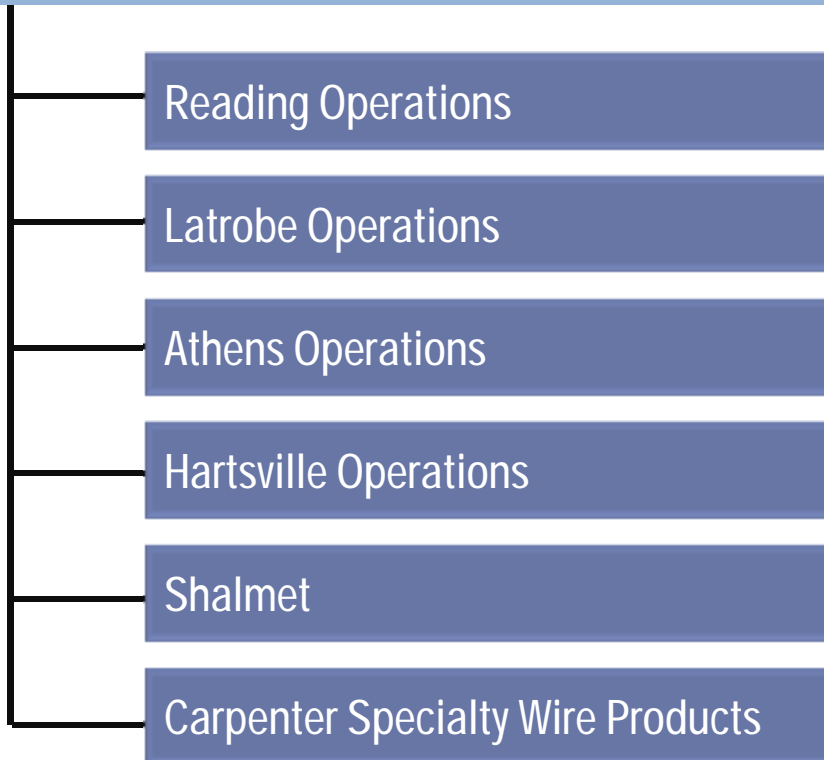 Reading Operations
Latrobe Operations
Athens Operations
Hartsville Operations
Shalmet
Carpenter Specialty Wire Products